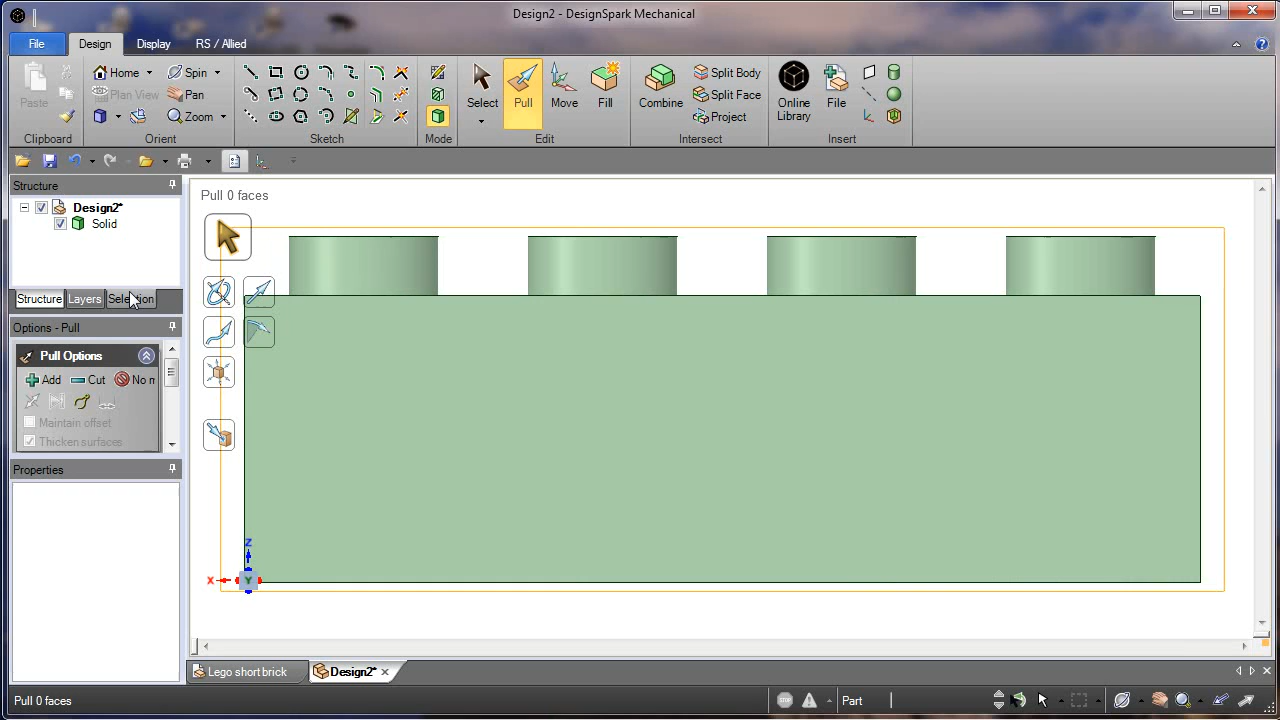 Design2 - DesignSpark Mechanical
File Design Display RS / Allied
Paste Home Spin Select Pull Move Fill Combine Split Body Online Library File
Plan View Pan Split Face
Zoom Project
Clipboard Orient Sketch Mode Edit Intersect Insert
Structure
Design2*
Solid
Structure Layers Selection
Options - Pull
Pull Options
Add Cut No m
Maintain offset
Thicken surfaces
Properties
Pull 0 faces
Z
X Y
Lego short brick Design2*
Pull 0 faces Part